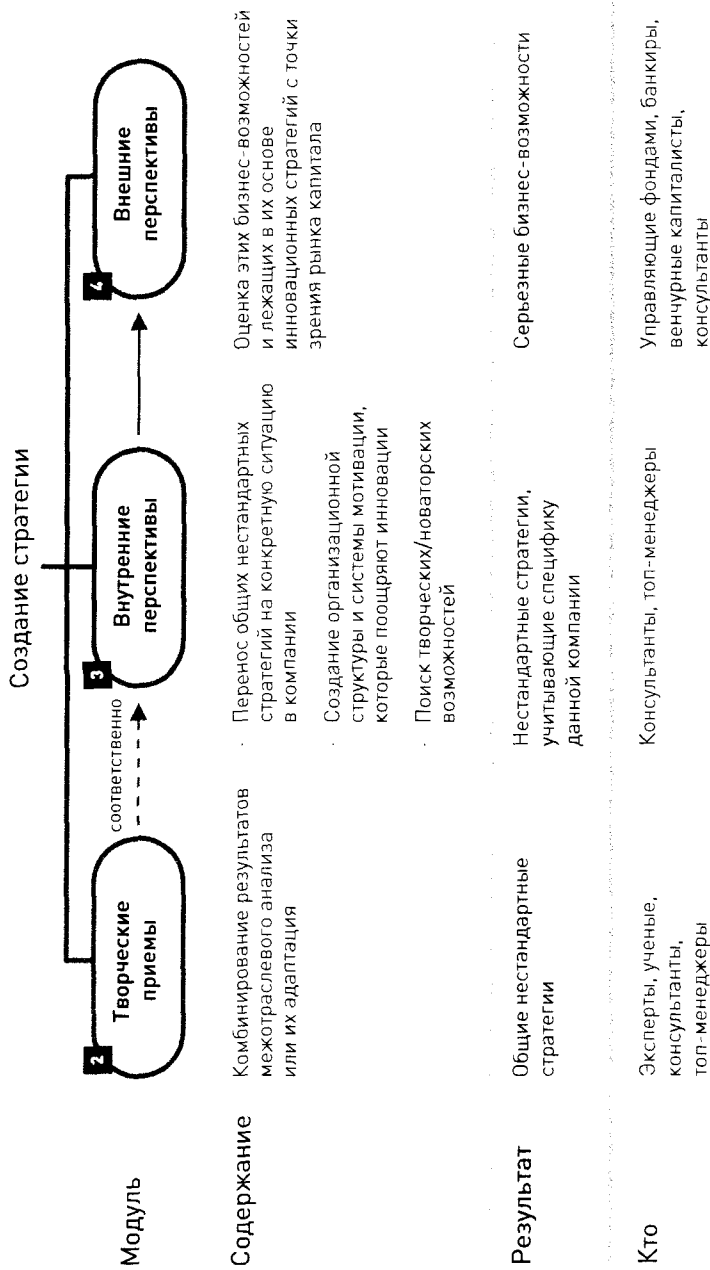 Создание стратегии
Модуль
2
Творческие
приемы
соответственно
3
Внутренние
перспективы
4
Внешние
перспективы
Содержание
Комбинирование результатов
межотраслевого анализа
или их адаптация
· Перенос общих нестандартных
стратегий на конкретную ситуацию
в компании
· Создание организационной
структуры и системы мотивации,
которые поощряют инновации
· Поиск творческих/новаторских
возможностей
Оценка этих бизнес-возможностей
и лежащих в их основе
инновационных стратегий с точки
зрения рынка капитала
Результат
Общие нестандартные
стратегии
Нестандартные стратегии,
учитывающие специфику
данной компании
Серьезные бизнес-возможности
Кто
Эксперты, ученые,
консультанты,
топ-менеджеры
Консультанты, топ-менеджеры
Управляющие фондами, банкиры,
венчурные капиталисты,
консультанты